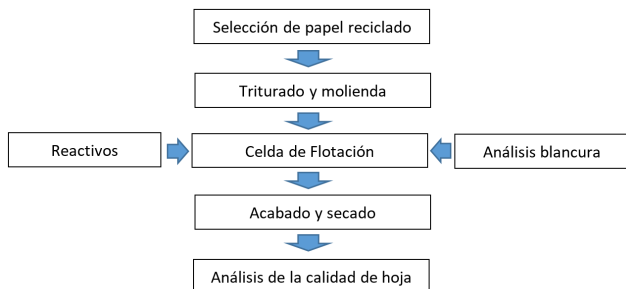 Selección de papel reciclado
Triturado y molienda
Reactivos
Celda de Flotación
Análisis blancura
Acabado y secado
Análisis de la calidad de hoja